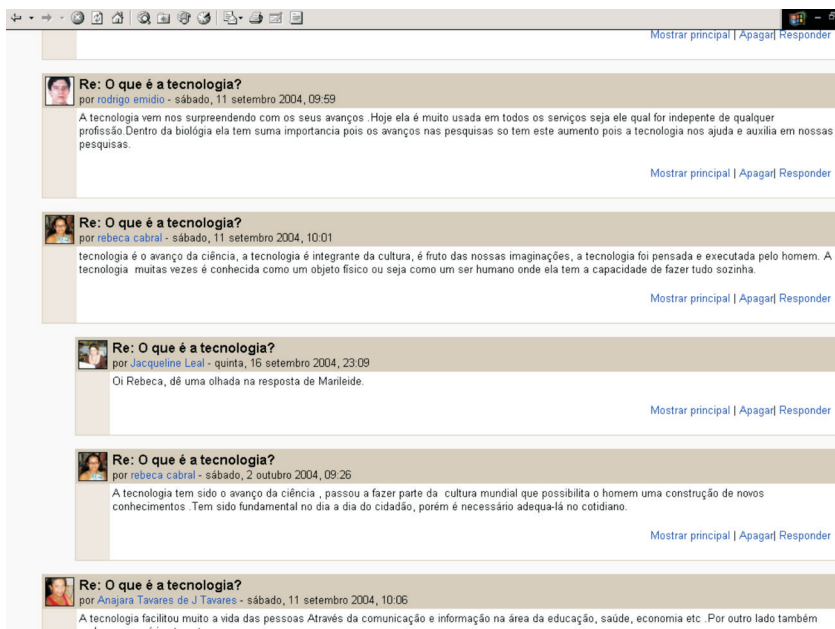 Mostrar principal | Apagar| Responder
Re: O que é a tecnologia?
por rodrigo emidio - sábado, 11 setembro 2004, 09:59
A tecnologia vem nos surpreendendo com os seus avanços .Hoje ela é muito usada em todos os serviços seja ele qual for indepente de qualquer
profissão.Dentro da biológia ela tem suma importancia pois os avanços nas pesquisas so tem este aumento pois a tecnologia nos ajuda e auxilia em nossas
pesquisas.
Mostrar principal | Apagar| Responder
Re: O que é a tecnologia?
por rebeca cabral - sábado, 11 setembro 2004, 10:01
tecnologia é o avanço da ciência, a tecnologia é integrante da cultura, é fruto das nossas imaginações, a tecnologia foi pensada e executada pelo homem. A
tecnologia muitas vezes é conhecida como um objeto físico ou seja como um ser humano onde ela tem a capacidade de fazer tudo sozinha.
Mostrar principal | Apagar| Responder
Re: O que é a tecnologia?
por Jacqueline Leal - quinta, 16 setembro 2004, 23:09
Oi Rebeca, dê uma olhada na resposta de Marileide.
Mostrar principal | Apagar| Responder
Re: O que é a tecnologia?
por rebeca cabral - sábado, 2 outubro 2004, 09:26
A tecnologia tem sido o avanço da ciência , passou a fazer parte da cultura mundial que possibilita o homem uma construção de novos
conhecimentos .Tem sido fundamental no dia a dia do cidadão, porém é necessário adequa-lá no cotidiano.
Mostrar principal | Apagar| Responder
Re: O que é a tecnologia?
por Anajara Tavares de J Tavares - sábado, 11 setembro 2004, 10:06
A tecnologia facilitou muito a vida das pessoas Através da comunicação e informação na área da educação, saúde, economia etc .Por outro lado também